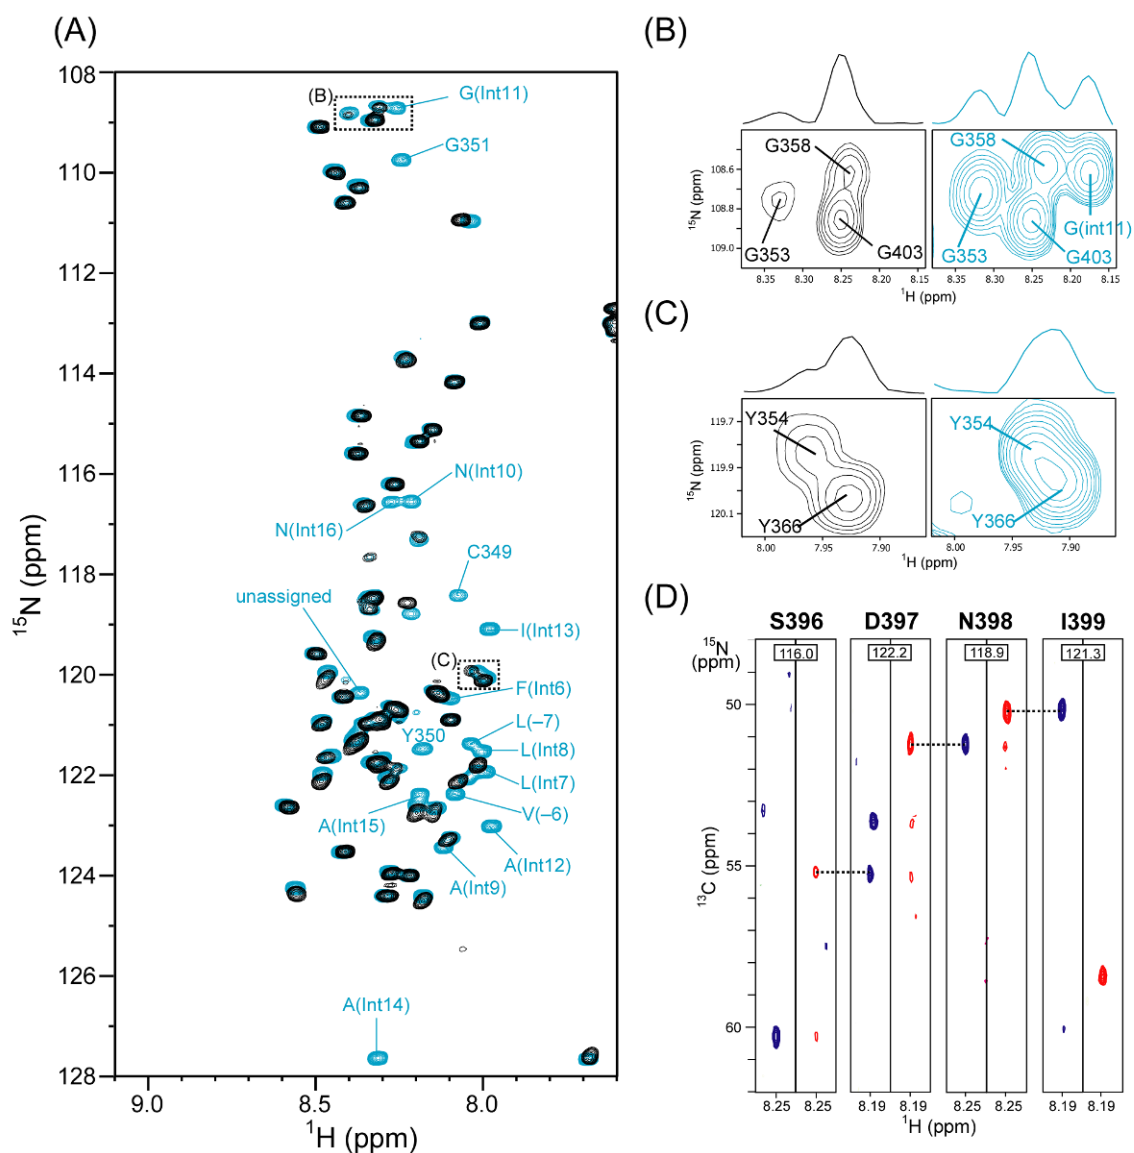 (A)
108
110
112
114
116
118
120
122
124
126
128
15N (ppm)
9.0
8.5
8.0
1H (ppm)
(B)
G(Int11)
G351
N(Int10)
N(Int16)
C349
unassigned
I(Int13)
(C)
F(Int6)
L(–7)
Y350
L(Int8)
L(Int7)
A(Int15)
V(–6)
A(Int12)
A(Int9)
A(Int14)
(B)
15N (ppm)
108.6
108.8
109.0
G358
G353
G403
8.35 8.30 8.25 8.20 8.15
G358
G353
G403
G(int11)
8.35 8.30 8.25 8.20 8.15
1H (ppm)
(C)
15N (ppm)
119.7
119.9
120.1
Y354
Y366
8.00 7.95 7.90
Y354
Y366
8.00 7.95 7.90
1H (ppm)
(D)
S396 D397 N398 I399
15N
(ppm)
116.0 122.2 118.9 121.3
50
55
60
13C (ppm)
8.25 8.25 8.19 8.19 8.25 8.25 8.19 8.19
1H (ppm)